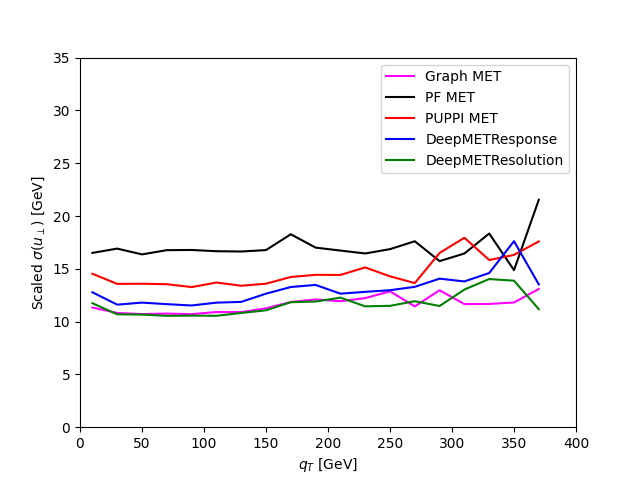 35
30
25
20
15
10
5
0
Scaled σ(u⊥) [GeV]
Graph MET
PF MET
PUPPI MET
DeepMETResponse
DeepMETResolution
0 50 100 150 200 250 300 350 400
qT [GeV]